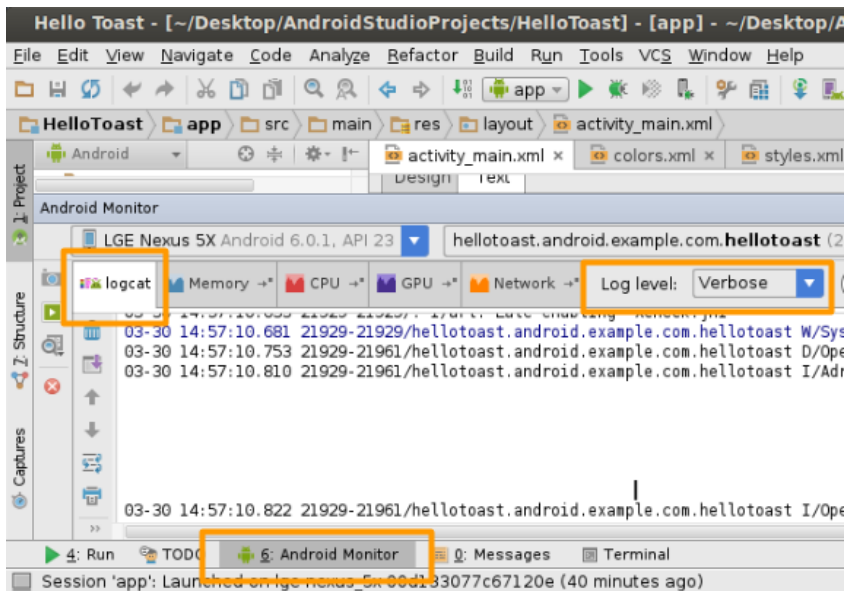 Hello Toast - [~/Desktop/AndroidStudioProjects/HelloToast] - [app] - ~/Desktop/A
File Edit View Navigate Code Analyze Refactor Build Run Tools VCS Window Help
app
HelloToast app src main res layout activity_main.xml
Android activity_main.xml × colors.xml × styles.xml
1: Project
Design Text
Android Monitor
LGE Nexus 5X Android 6.0.1, API 23 hellotoast.android.example.com.hellotoast (2
logcat Memory →" CPU →" GPU →" Network →" Log level: Verbose
03-30 14:57:10.681 21929-21929/hellotoast.android.example.com.hellotoast W/Sys
03-30 14:57:10.753 21929-21961/hellotoast.android.example.com.hellotoast D/Ope
03-30 14:57:10.810 21929-21961/hellotoast.android.example.com.hellotoast I/Adr
Z: Structure
Captures
03-30 14:57:10.822 21929-21961/hellotoast.android.example.com.hellotoast I/Ope
4: Run TODO 6: Android Monitor 0: Messages Terminal
Session 'app': Launched on lge nexus_5x (40 minutes ago)